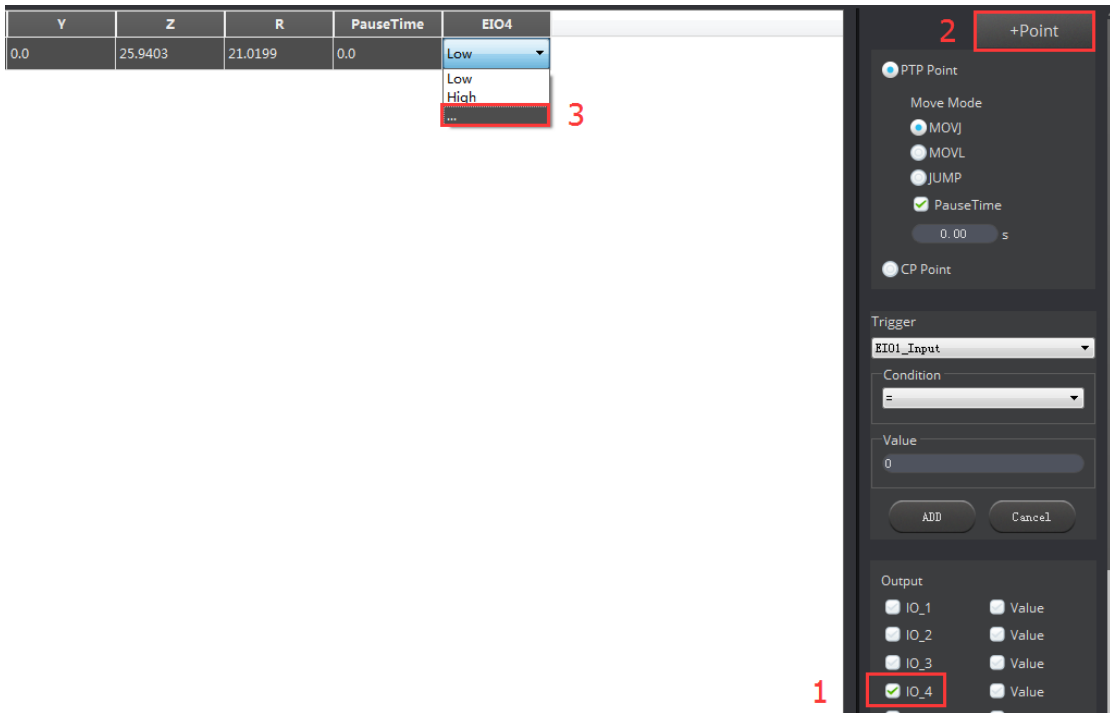 Y Z R PauseTime EIO4
0.0 25.9403 21.0199 0.0 Low
Low
High
...
3
2
+Point
PTP Point
Move Mode
MOVJ
MOVL
JUMP
PauseTime
0.00 s
CP Point
Trigger
EIO1_Input
Condition
=
Value
0
ADD Cancel
Output
IO_1 Value
IO_2 Value
IO_3 Value
1 IO_4 Value